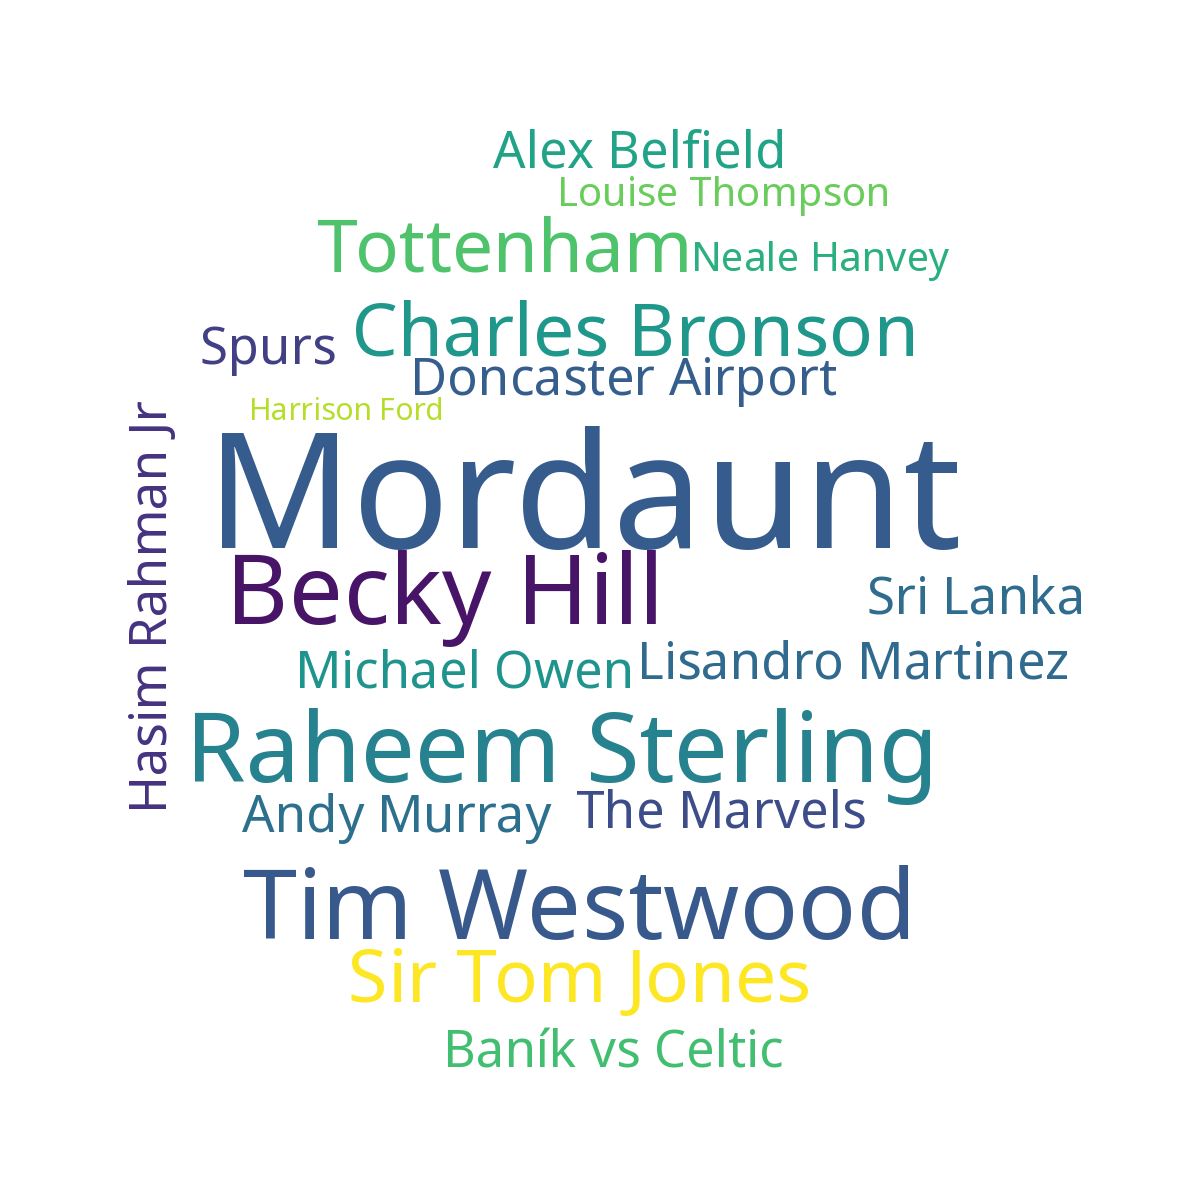 Alex Belfield
Louise Thompson
Tottenham
Neale Hanvey
Charles Bronson
Spurs
Doncaster Airport
Harrison Ford
Hasim Rahman Jr
Mordaunt
Becky Hill
Sri Lanka
Michael Owen
Lisandro Martinez
Raheem Sterling
Andy Murray
The Marvels
Tim Westwood
Sir Tom Jones
Baník vs Celtic